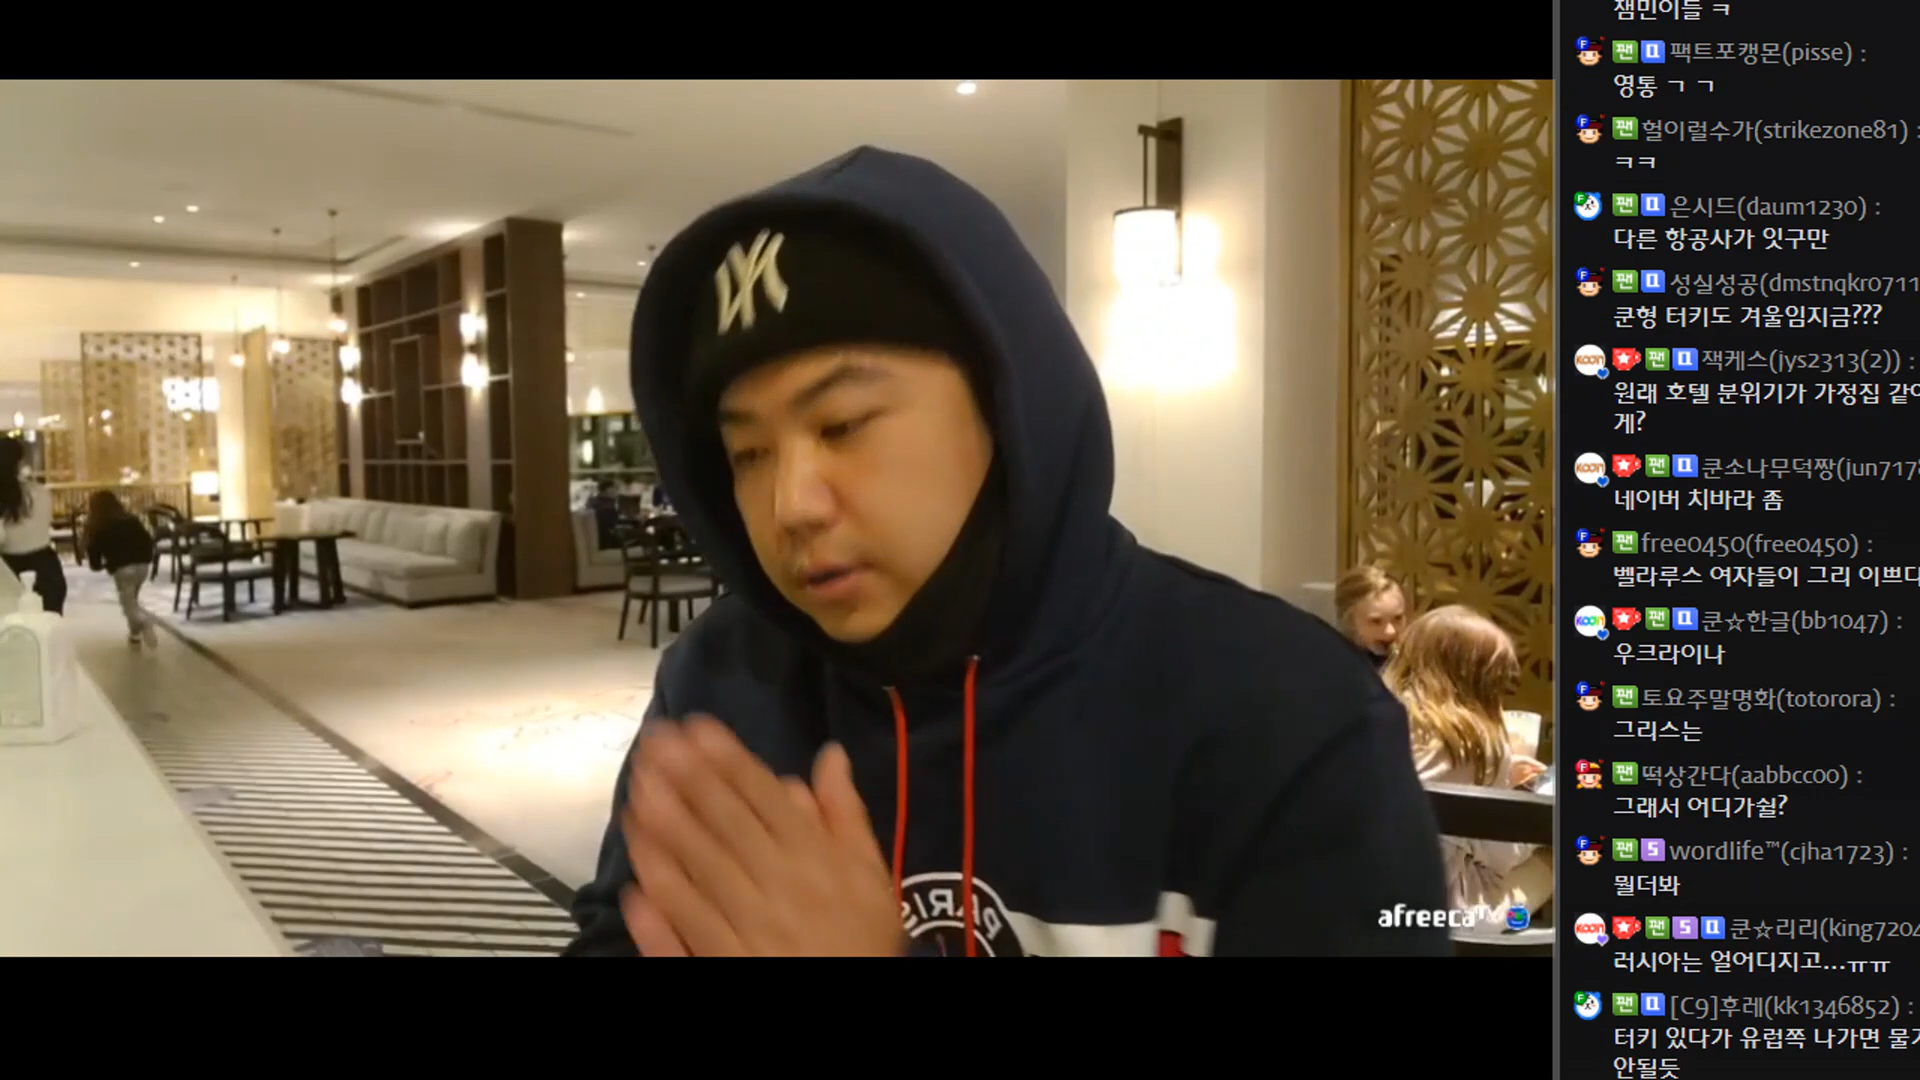 잼민이들 ㅋ
팩트포캥몬(pisse) :
영통 ㄱ ㄱ
헐이럴수가(strikezone81) :
ㅋㅋ
은시드(daum1230) :
다른 항공사가 잇구만
성실성공(dmstnqkr0711
쿤형 터키도 겨울임지금???
잭케스(jys2313(2)) :
원래 호텔 분위기가 가정집 같
게?
쿤소나무덕짱(jun717
네이버 치바라 좀
free0450(free0450) :
벨라루스 여자들이 그리 이쁘다
쿤☆한글(bb1047) :
우크라이나
토요주말명화(totorora) :
그리스는
떡상간다(aabbcc00) :
그래서 어디가쉴?
wordlife™(cjha1723) :
뭘더봐
쿤☆리리(king7204
러시아는 얼어디지고...ㅠㅠ
[C9]후레(kk1346852) :
터키 있다가 유럽쪽 나가면 물
안될듯
afreecaTV
PARIS